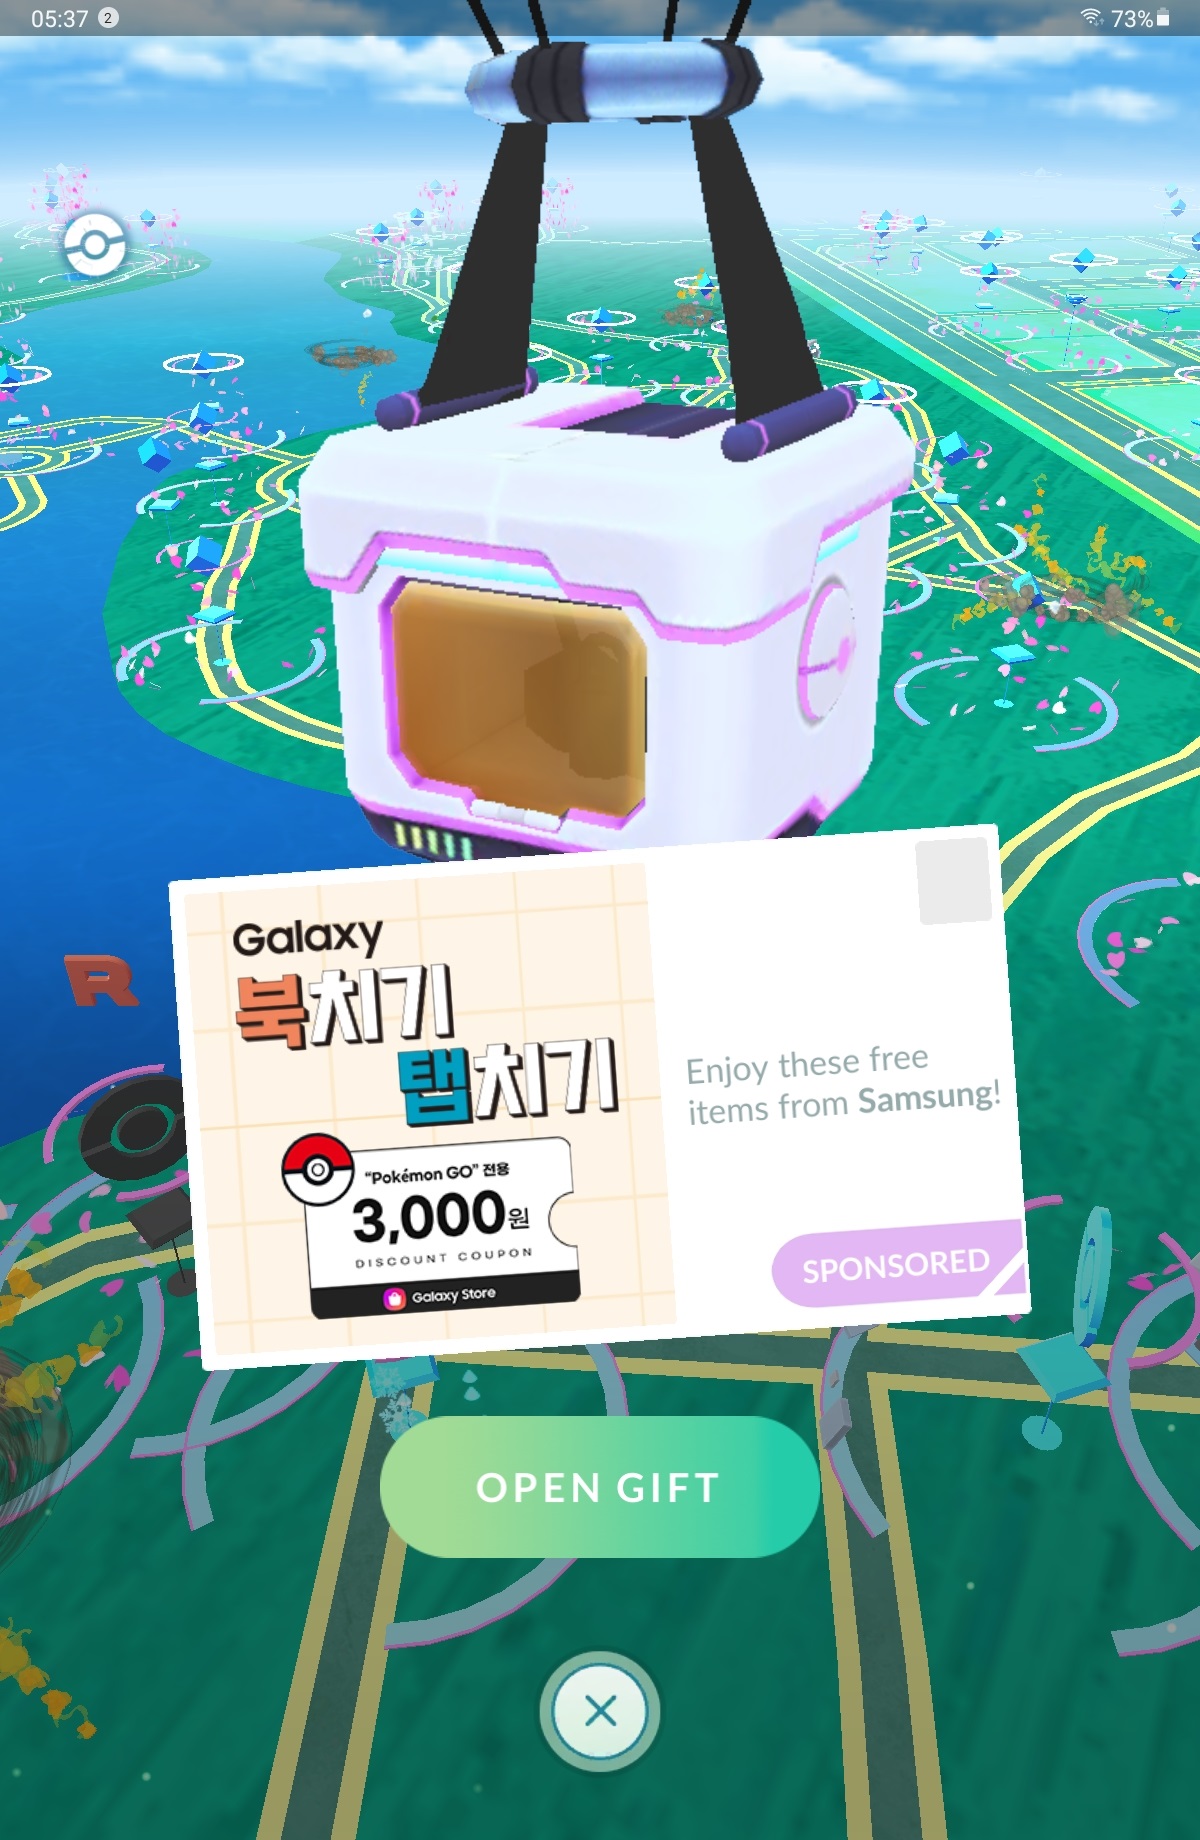 05:37 2
73%
Galaxy
북치기
탭치기
“Pokémon GO” 전용
3,000원
DISCOUNT COUPON
Galaxy Store
Enjoy these free
items from Samsung!
SPONSORED
R
OPEN GIFT